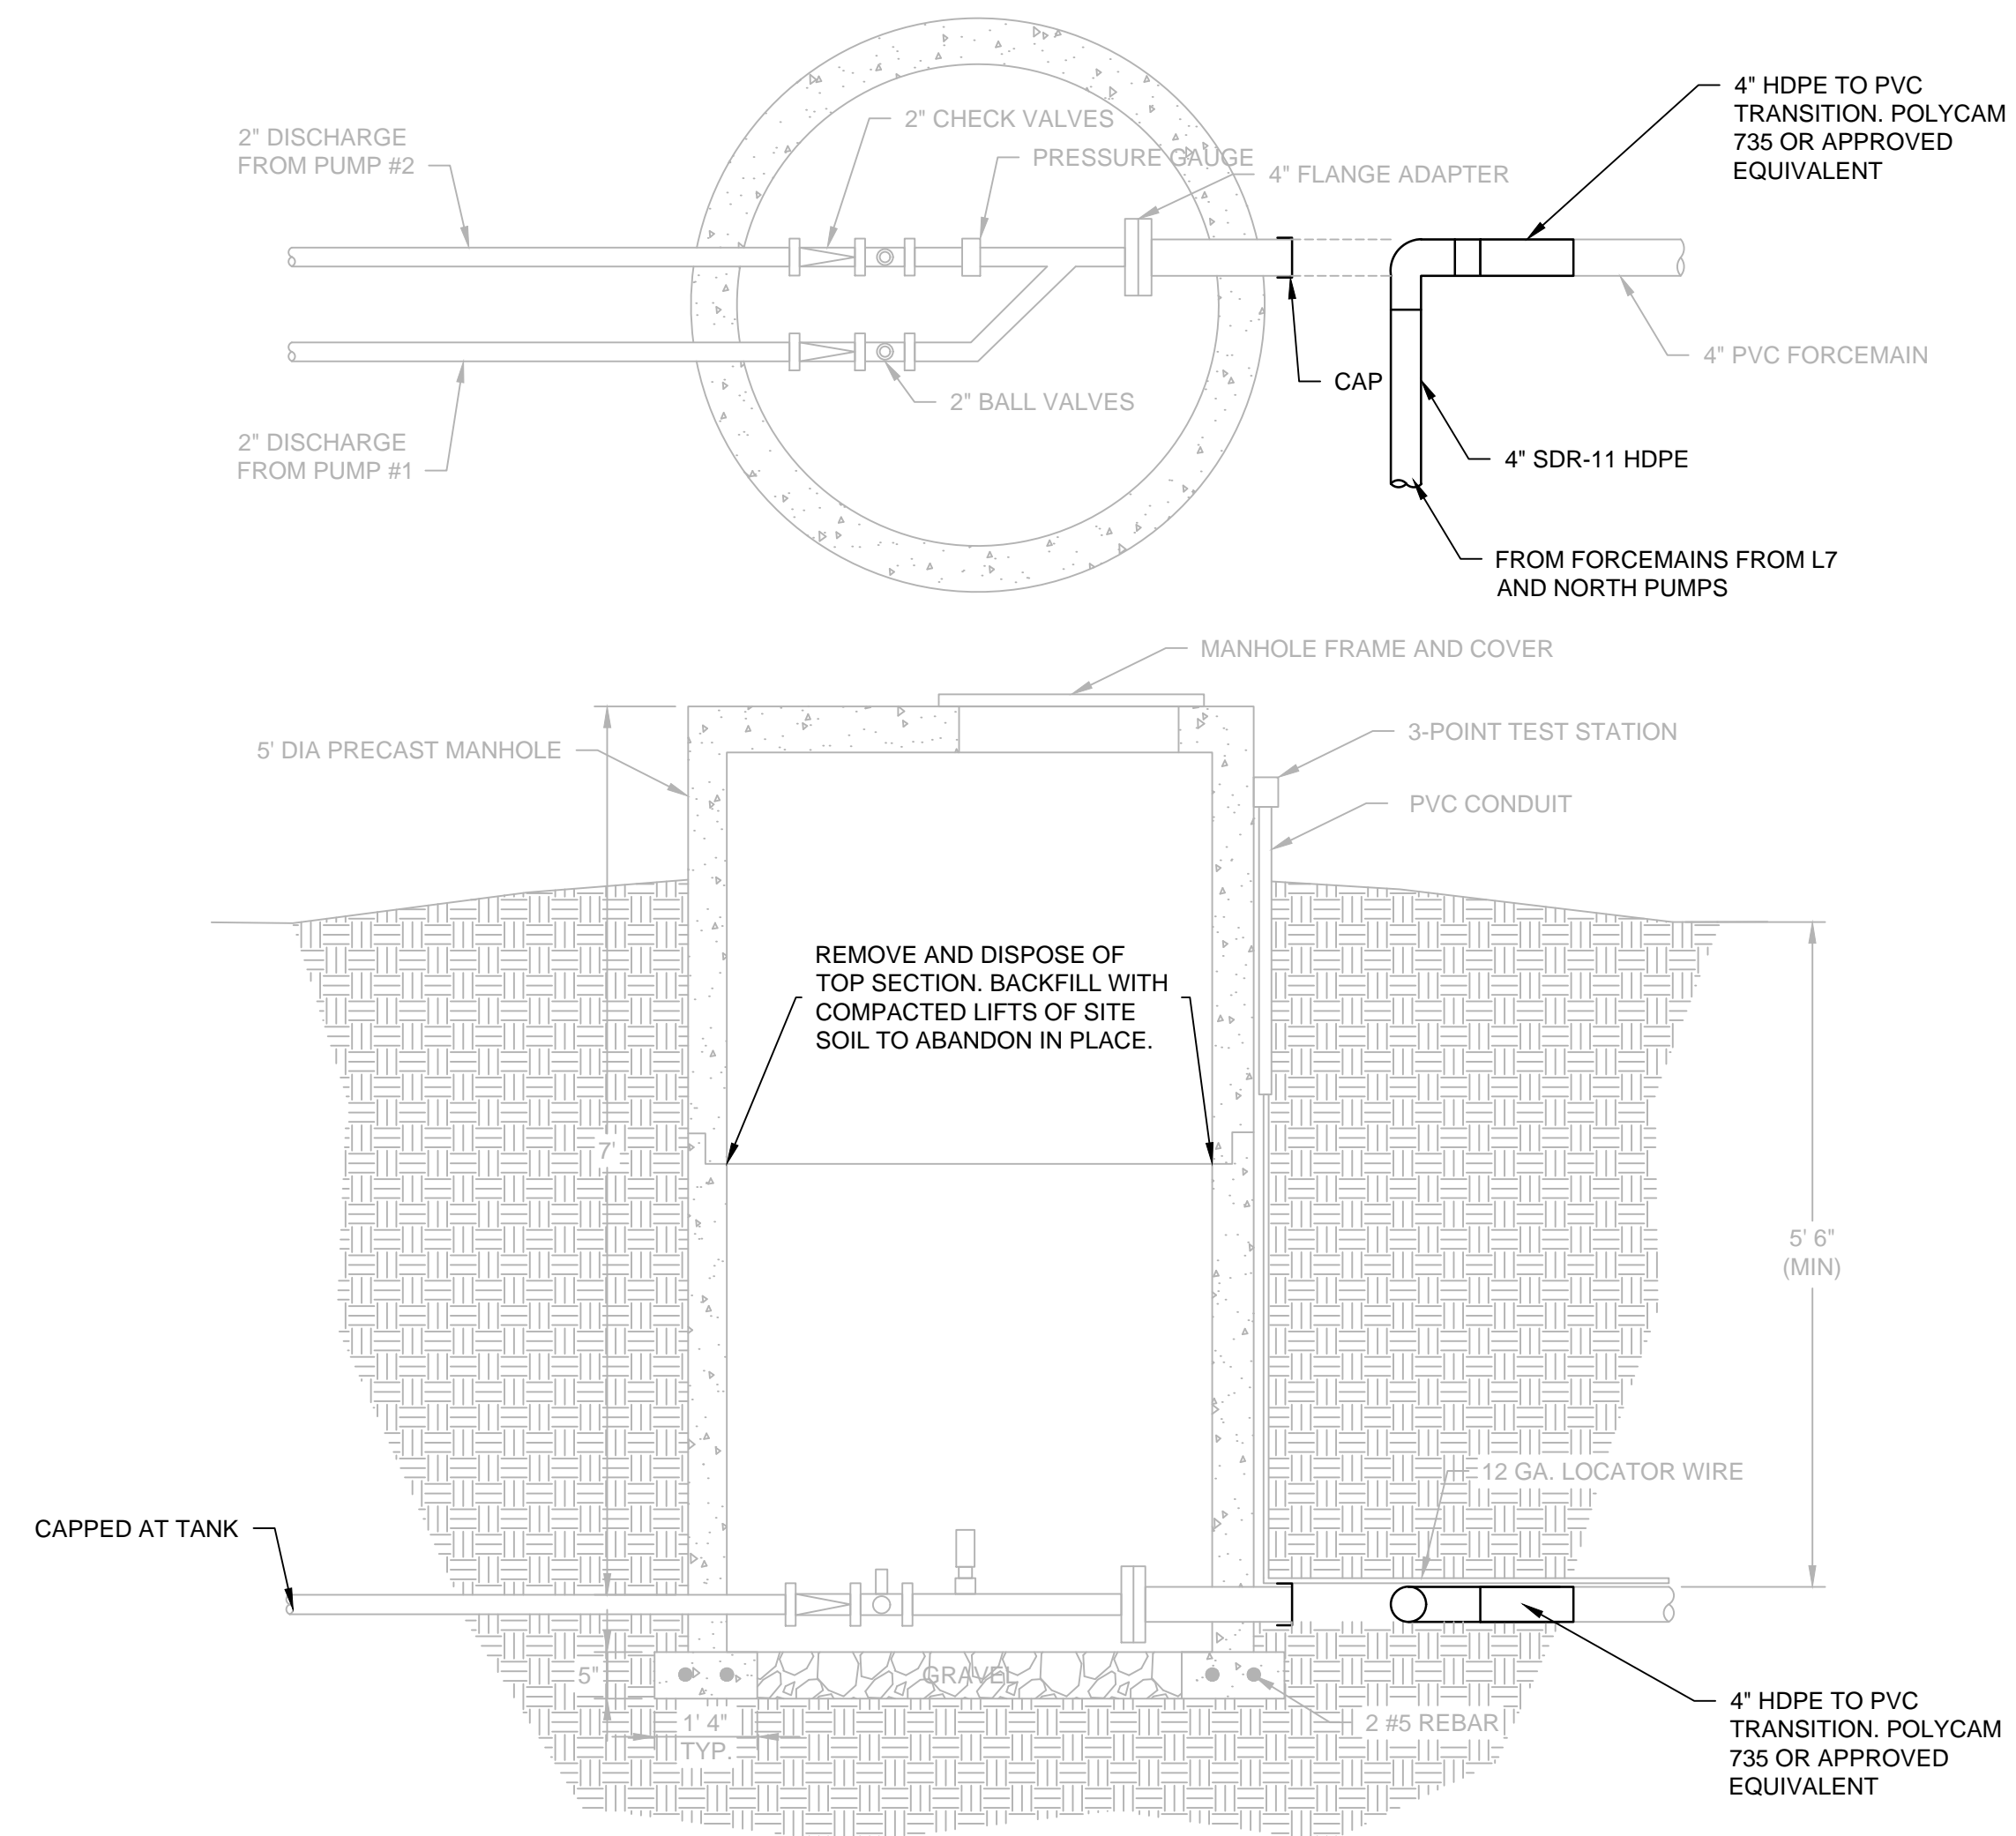 4" HDPE TO PVC
TRANSITION. POLYCAM
735 OR APPROVED
EQUIVALENT
2" DISCHARGE
FROM PUMP #2
2" CHECK VALVES
PRESSURE GAUGE
4" FLANGE ADAPTER
4" PVC FORCEMAIN
CAP
2" BALL VALVES
2" DISCHARGE
FROM PUMP #1
4" SDR-11 HDPE
FROM FORCEMAINS FROM L7
AND NORTH PUMPS
MANHOLE FRAME AND COVER
5' DIA PRECAST MANHOLE
3-POINT TEST STATION
PVC CONDUIT
REMOVE AND DISPOSE OF
TOP SECTION. BACKFILL WITH
COMPACTED LIFTS OF SITE
SOIL TO ABANDON IN PLACE.
7'
5' 6"
(MIN)
12 GA. LOCATOR WIRE
CAPPED AT TANK
5"
GRAVEL
1' 4"
TYP.
2 #5 REBAR
4" HDPE TO PVC
TRANSITION. POLYCAM
735 OR APPROVED
EQUIVALENT